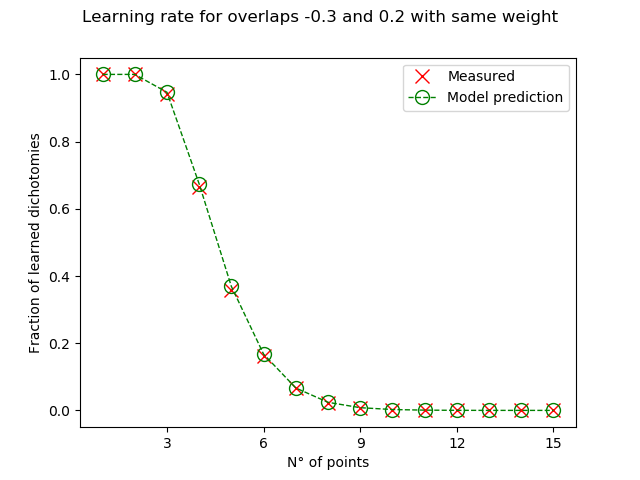 Learning rate for overlaps -0.3 and 0.2 with same weight
Measured
Model prediction
Fraction of learned dichotomies
1.0
0.8
0.6
0.4
0.2
0.0
3 6 9 12 15
N° of points